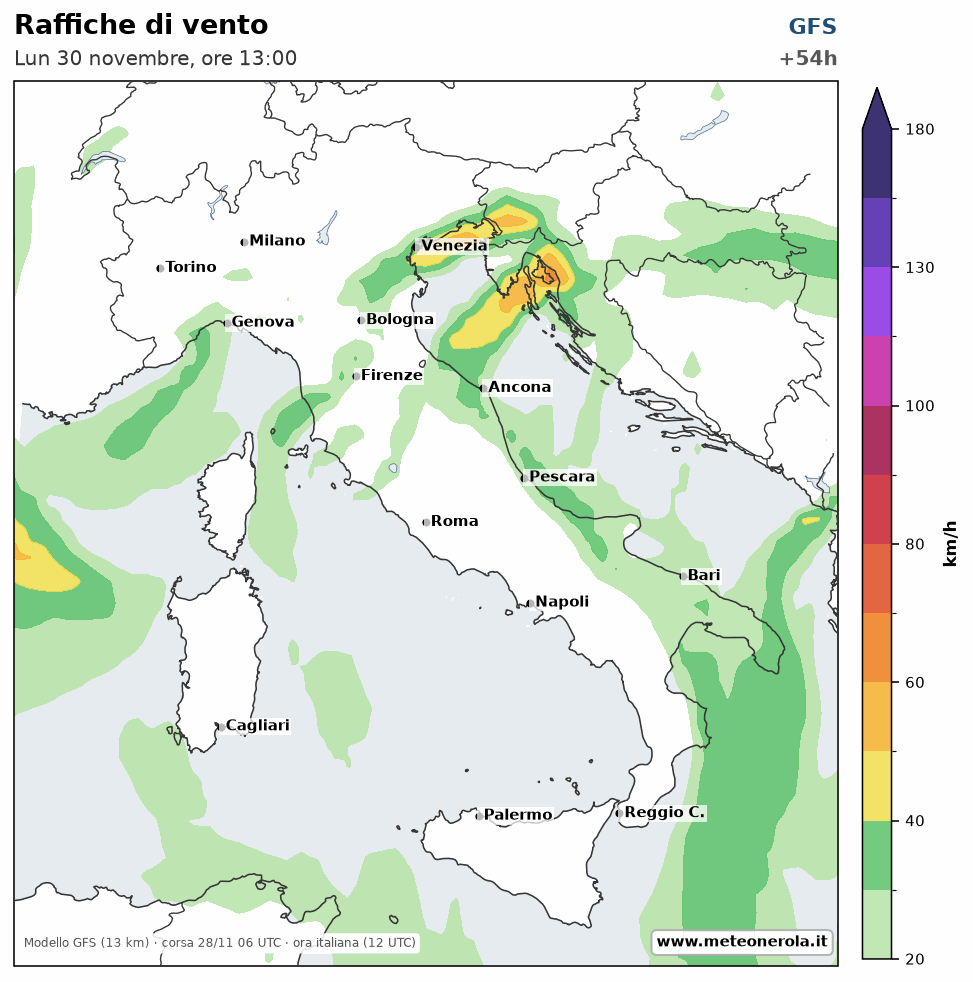 Raffiche di vento
GFS
Lun 30 novembre, ore 13:00
+54h
180
130
100
80
60
40
20
km/h
Milano
Torino
Venezia
Genova
Bologna
Firenze
Ancona
Pescara
Roma
Bari
Napoli
Cagliari
Palermo
Reggio C.
Modello GFS (13 km) · corsa 28/11 06 UTC · ora italiana (12 UTC)
www.meteonerola.it